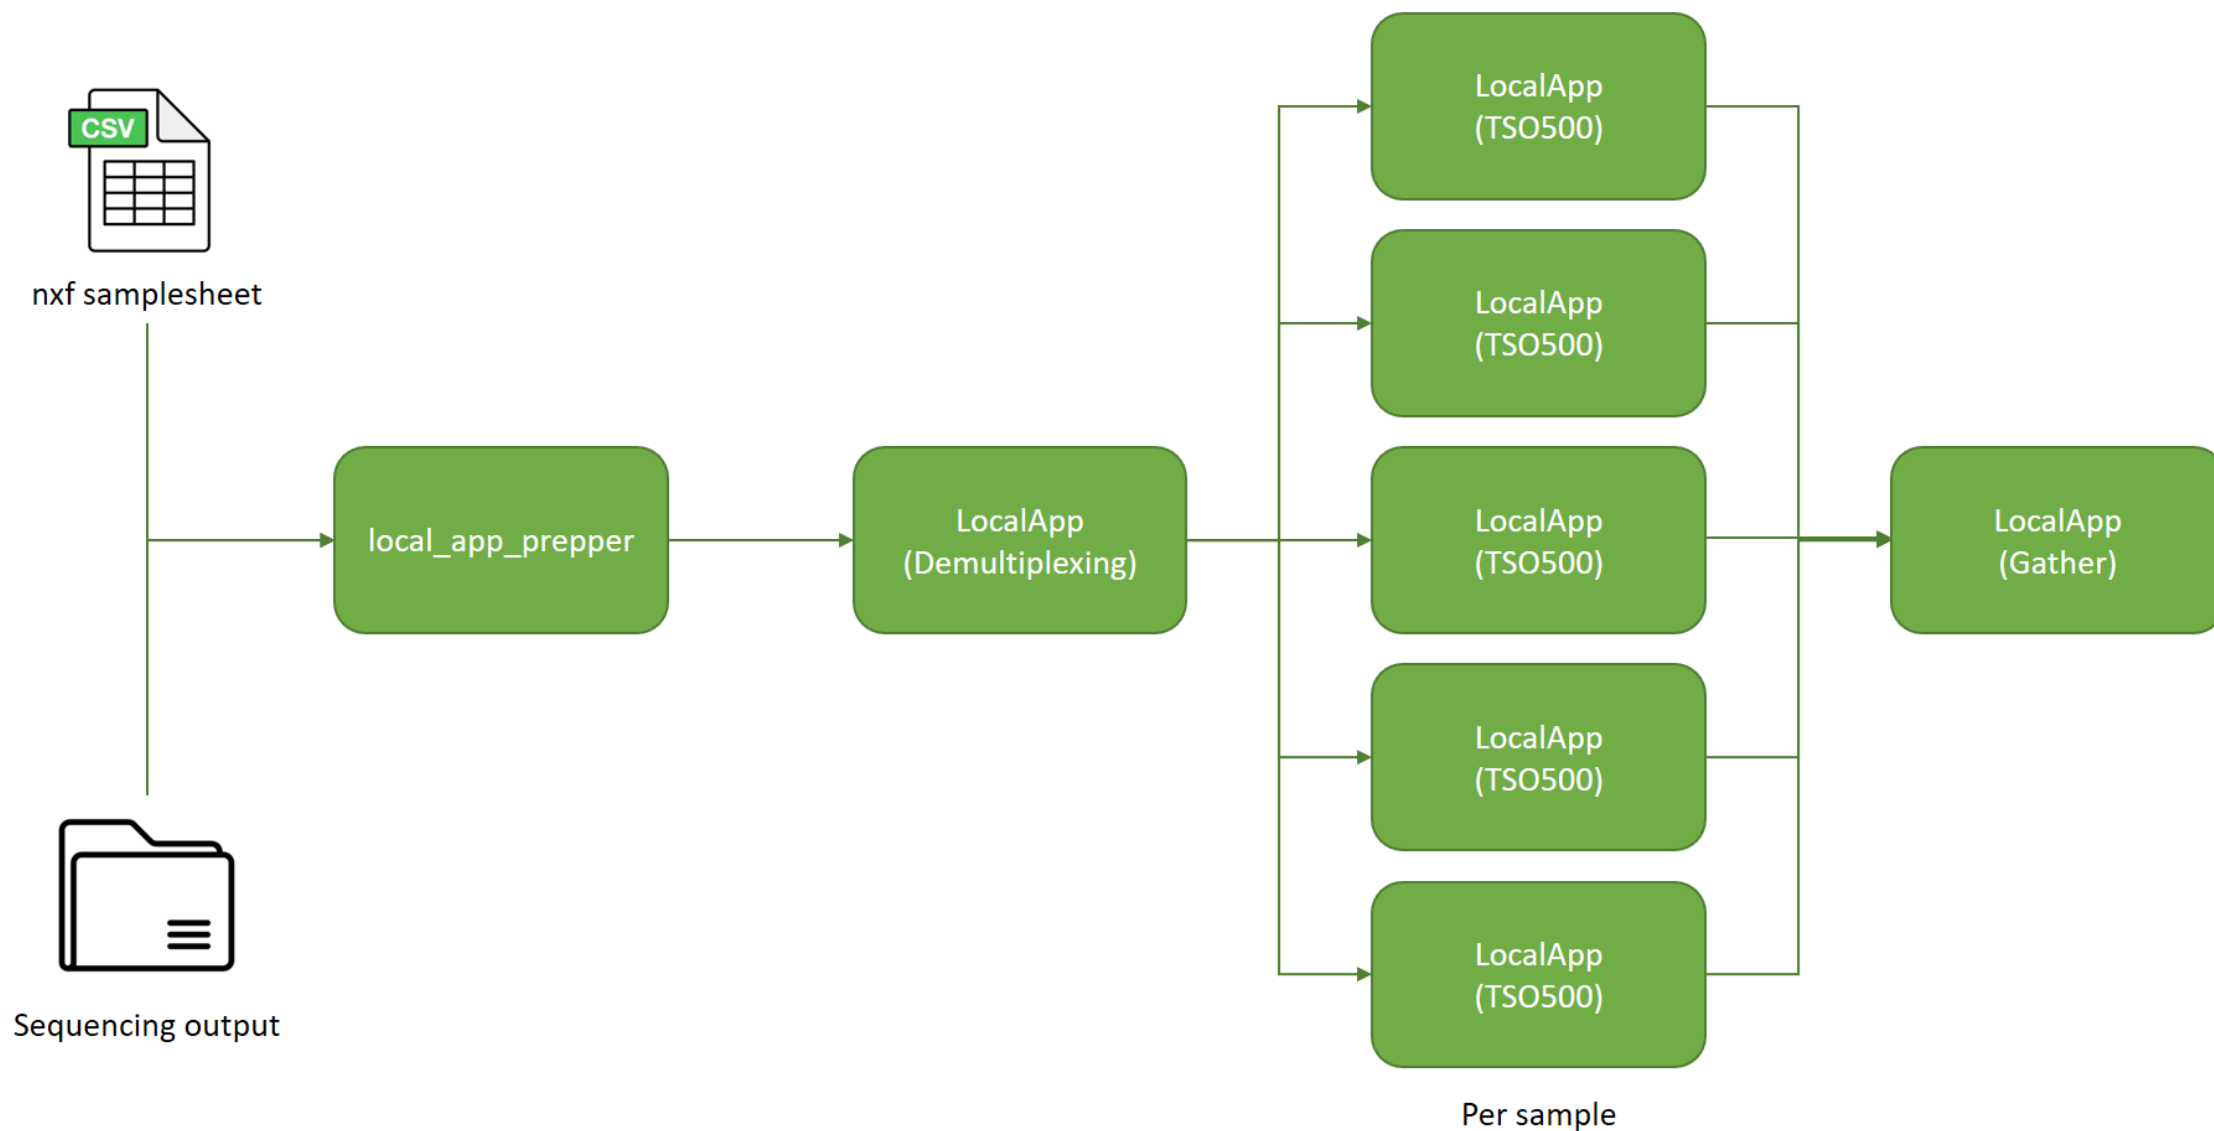 CSV
nxf samplesheet
Sequencing output
local_app_prepper
LocalApp
(Demultiplexing)
LocalApp
(TSO500)
LocalApp
(TSO500)
LocalApp
(TSO500)
LocalApp
(TSO500)
LocalApp
(TSO500)
Per sample
LocalApp
(Gather)